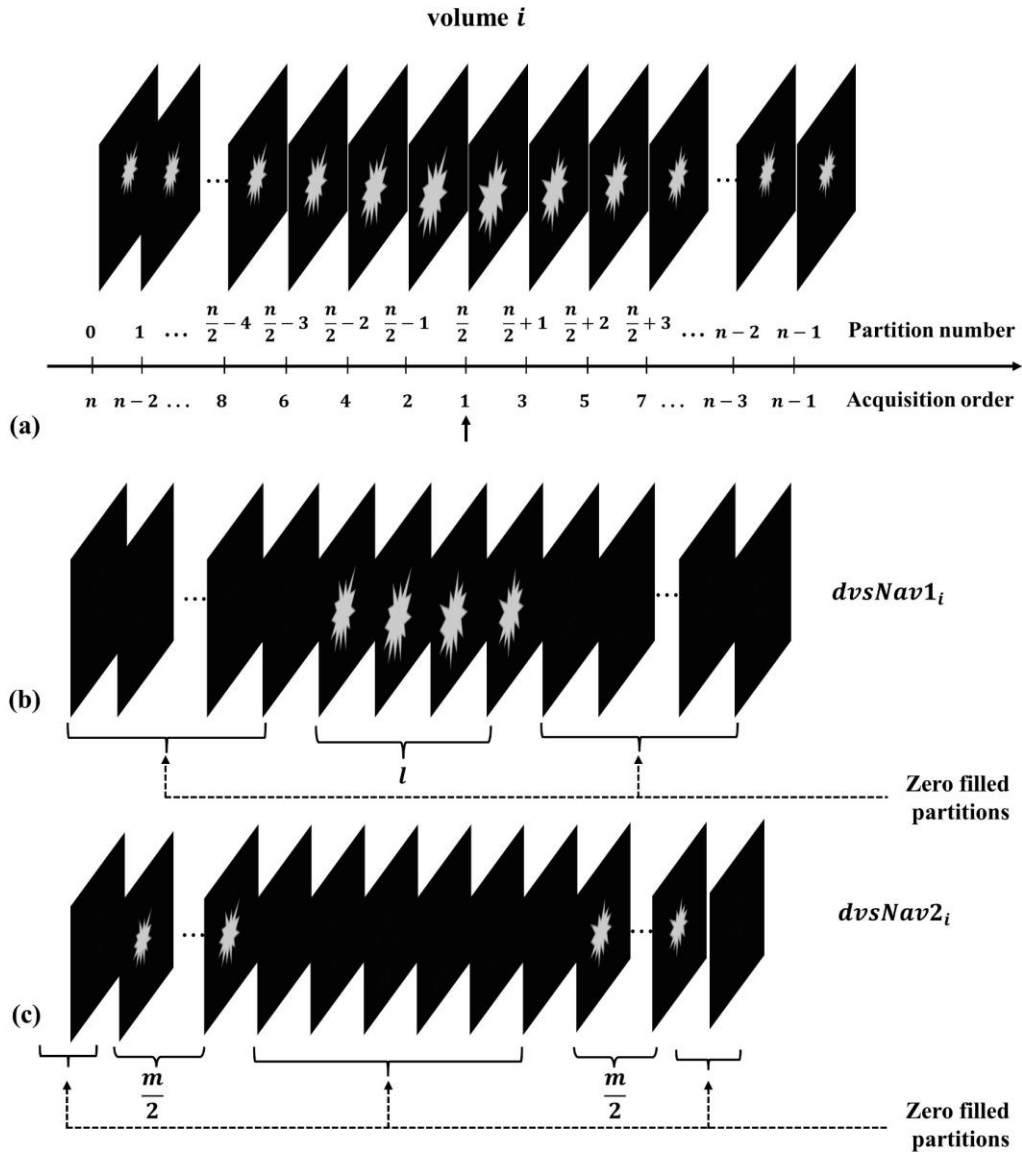 volume i
0 1 ... n/2−4 n/2−3 n/2−2 n/2−1 n/2 n/2+1 n/2+2 n/2+3 ... n−2 n−1 Partition number
n n−2 ... 8 6 4 2 1 3 5 7 ... n−3 n−1 Acquisition order
(a)
dvsNav1ᵢ
(b)
l
Zero filled
partitions
dvsNav2ᵢ
(c)
m/2 m/2
Zero filled
partitions